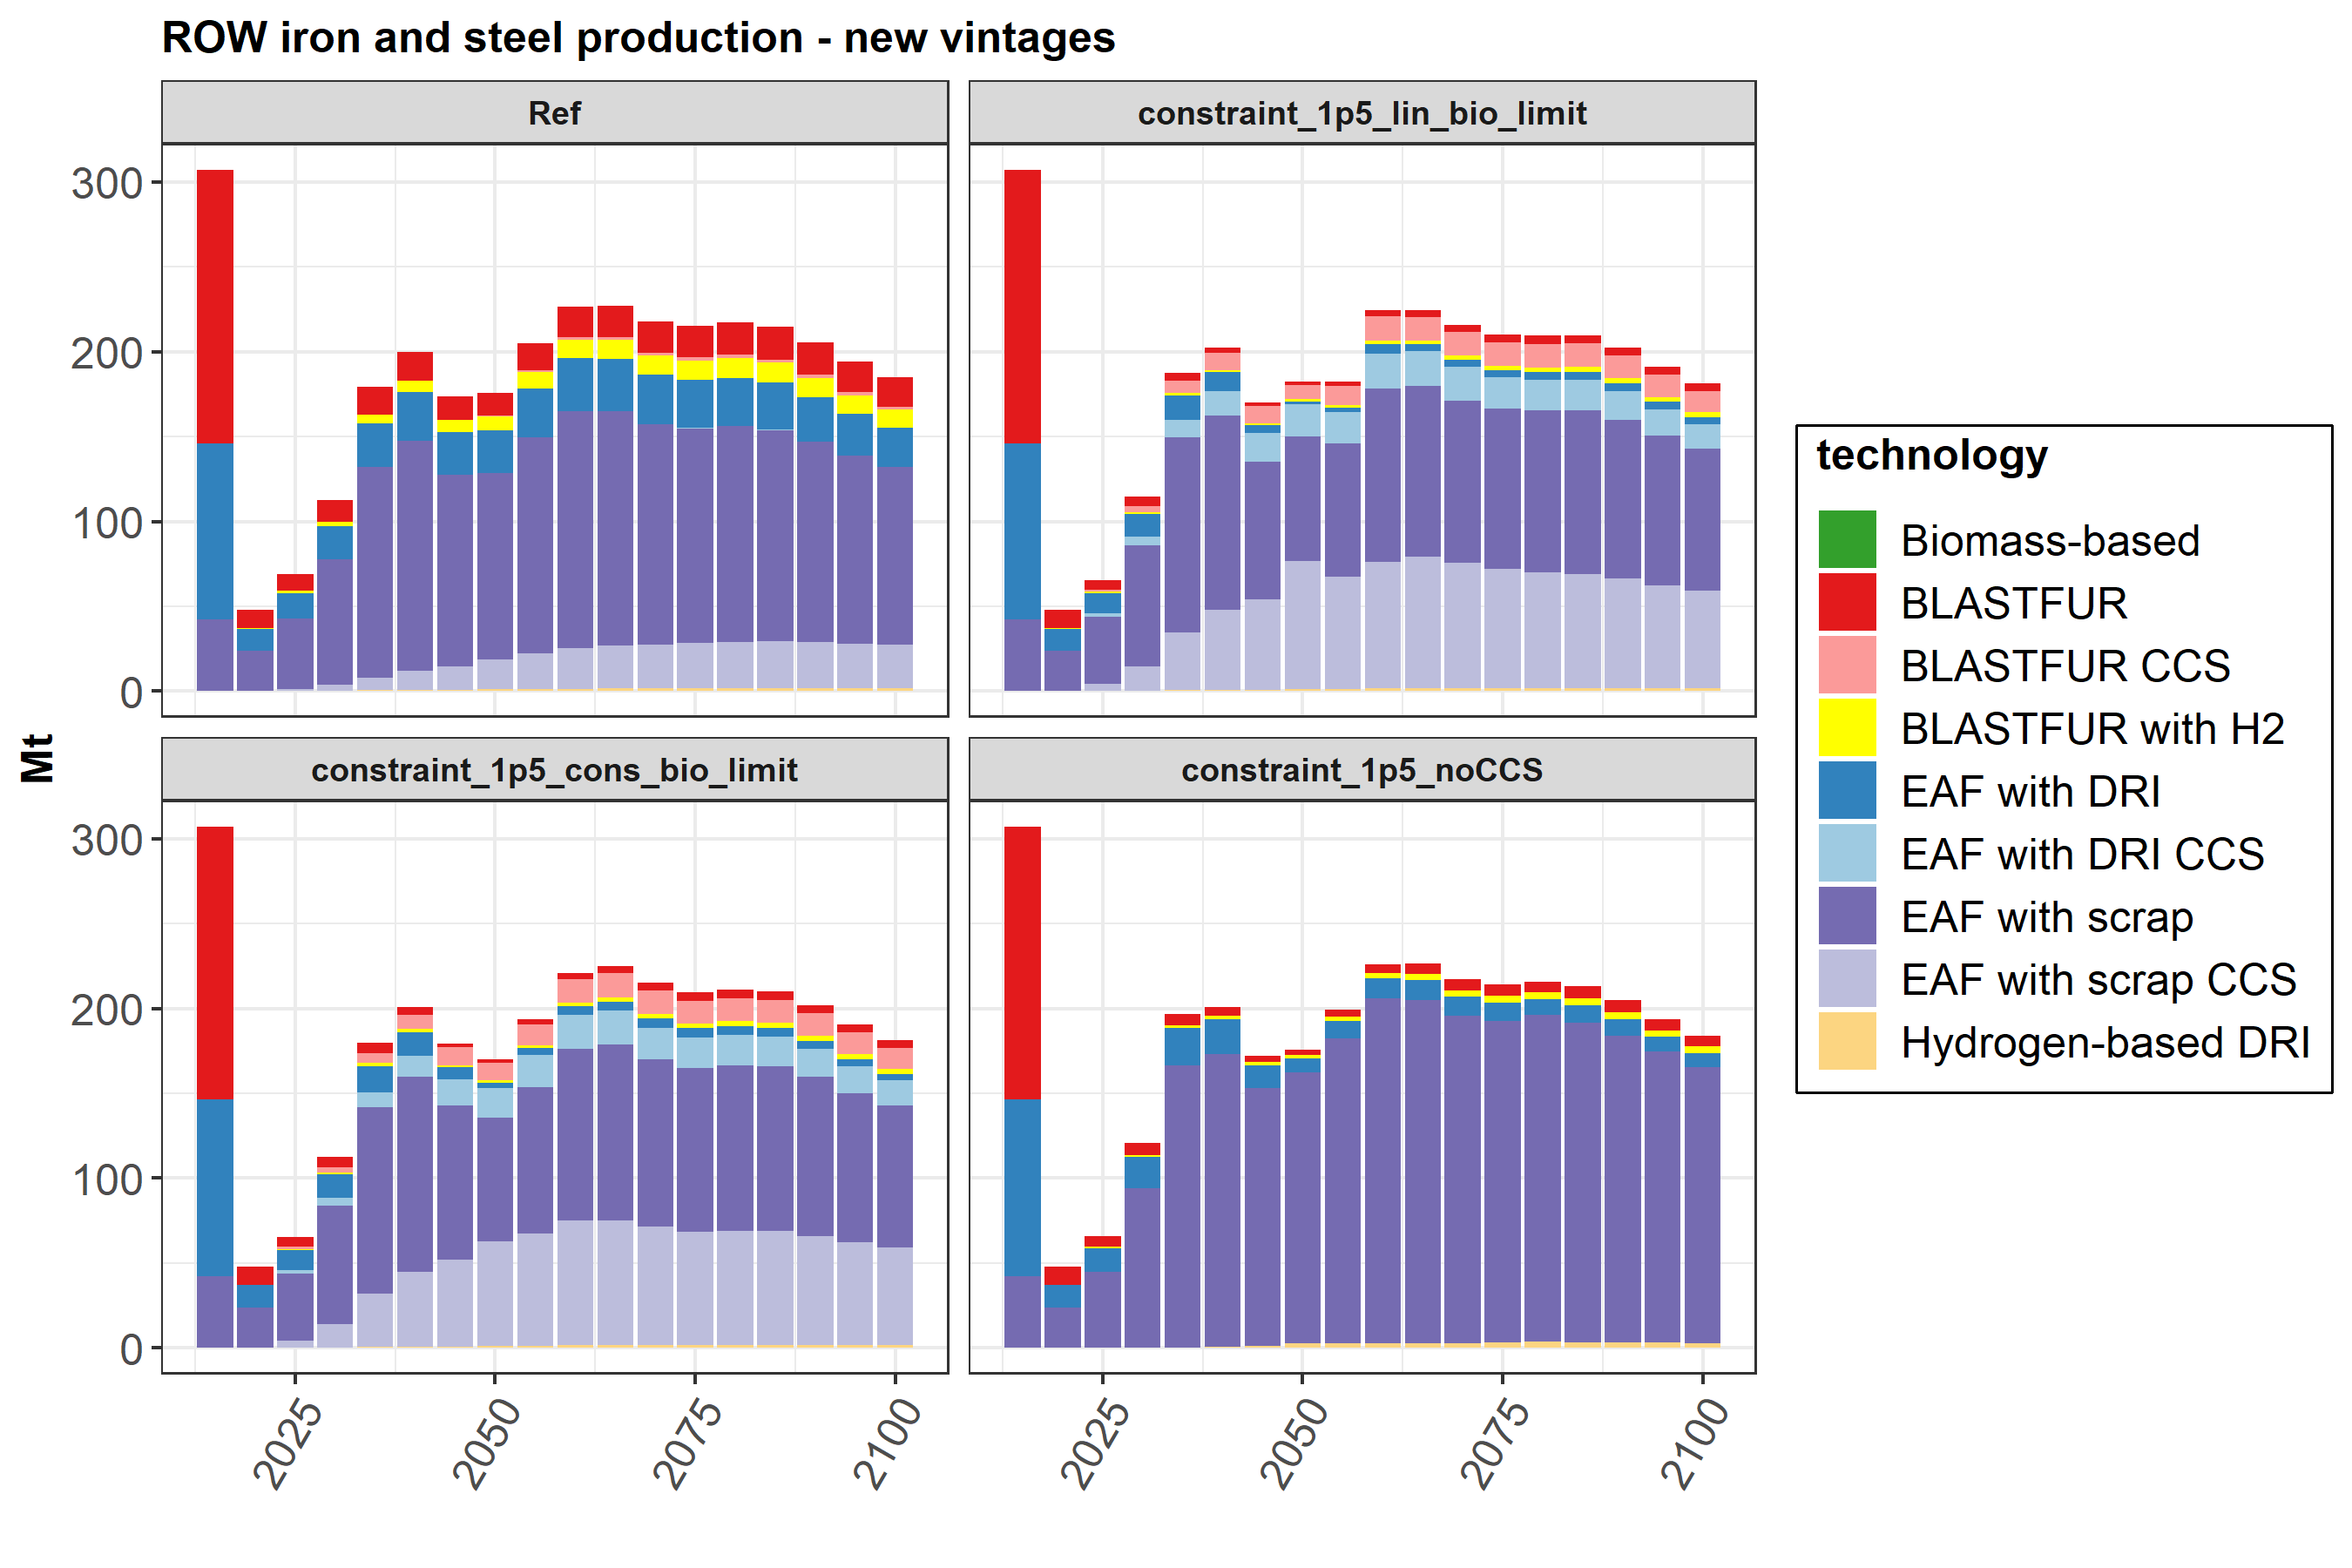 ROW iron and steel production - new vintages
Ref
constraint_1p5_lin_bio_limit
300
200
100
0
Mt
constraint_1p5_cons_bio_limit
constraint_1p5_noCCS
300
200
100
0
2025
2050
2075
2100
2025
2050
2075
2100
technology
Biomass-based
BLASTFUR
BLASTFUR CCS
BLASTFUR with H2
EAF with DRI
EAF with DRI CCS
EAF with scrap
EAF with scrap CCS
Hydrogen-based DRI